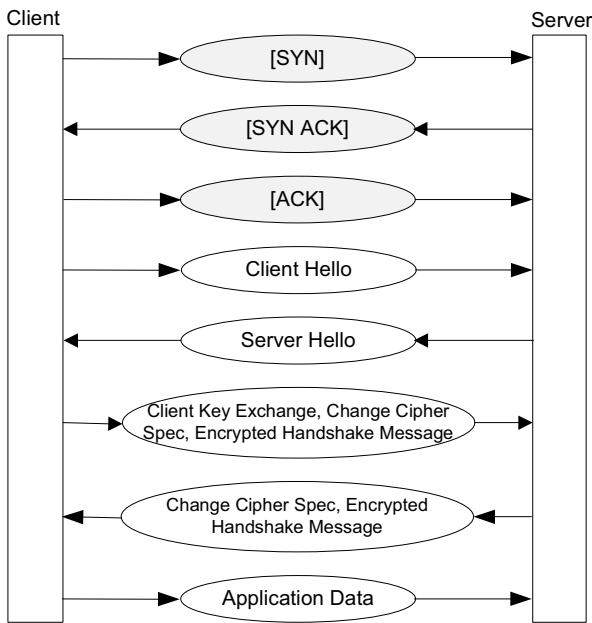 Client
Server
[SYN]
[SYN ACK]
[ACK]
Client Hello
Server Hello
Client Key Exchange, Change Cipher
Spec, Encrypted Handshake Message
Change Cipher Spec, Encrypted
Handshake Message
Application Data